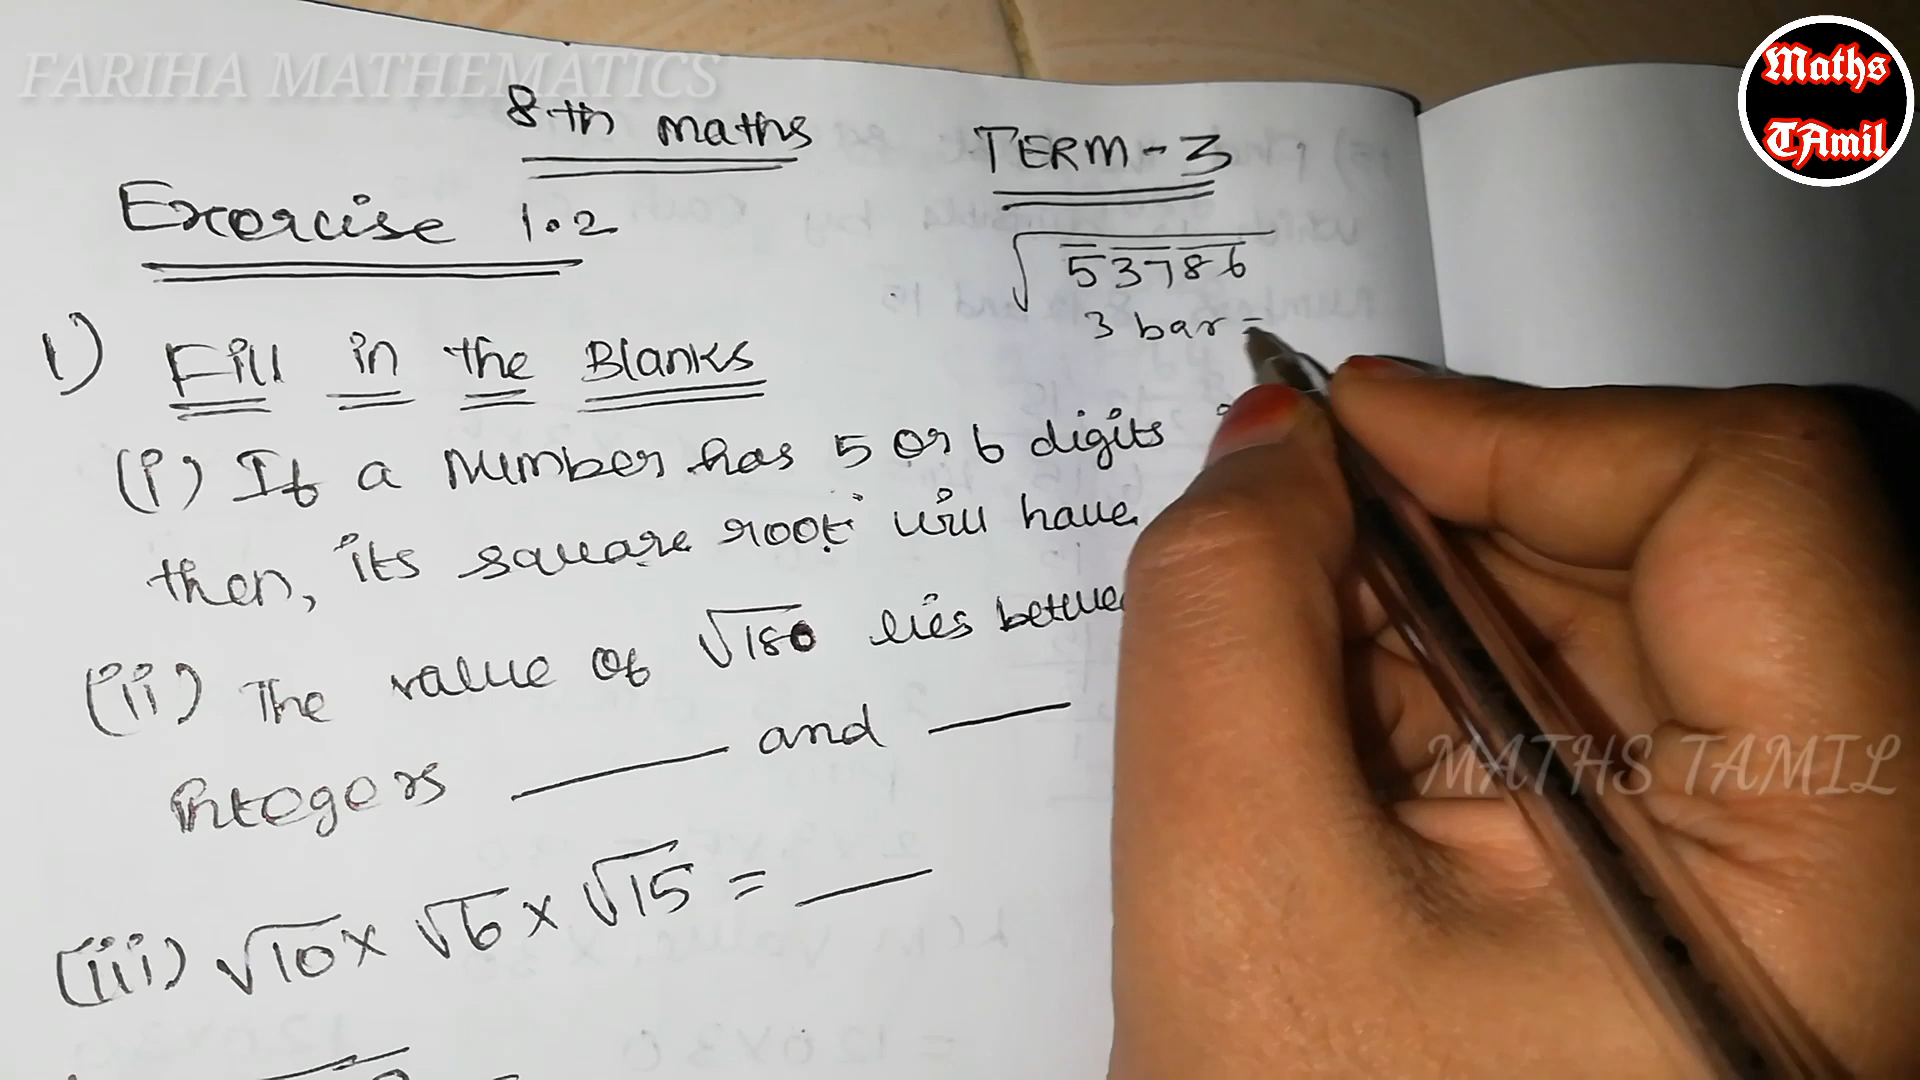 FARIHA MATHEMATICS
Maths
TAmil
8th maths
TERM - 3
Exercise 1.2
√53786
3 bar =
1) Fill in the Blanks
(i) If a Number has 5 or 6 digits
then, its square root will have
(ii) The value of √180 lies between
integers ____ and ____
(iii) √10 × √6 × √15 = ____
MATHS TAMIL